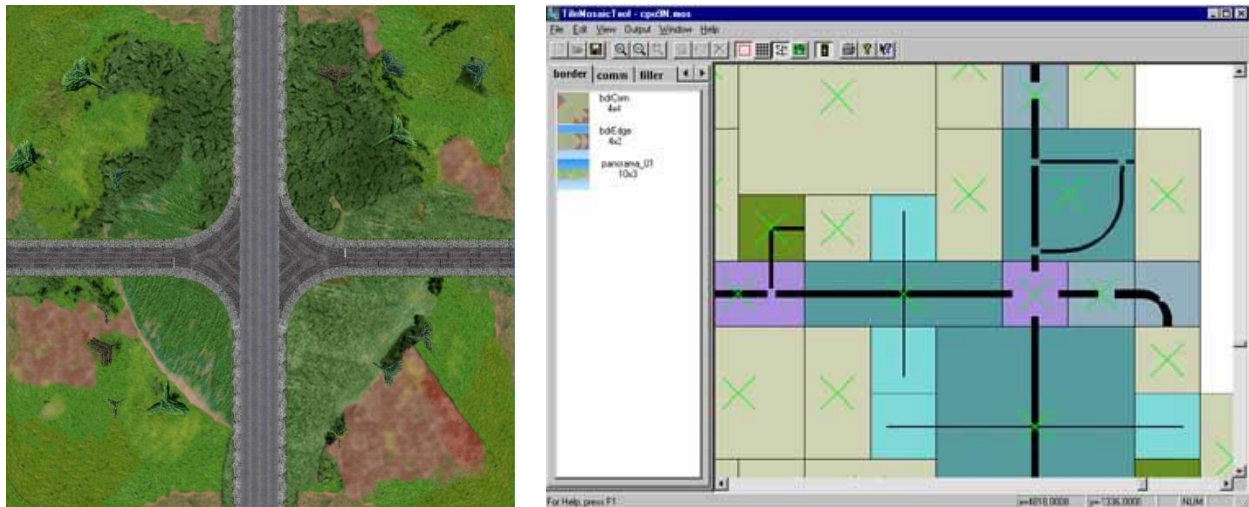 TileMosaicTool - cpx9N.mos
File Edit View Output Window Help
border comm filler
bdrCorn
4x4
bdrEdge
4x2
panorama_01
10x3
For Help, press F1
NUM